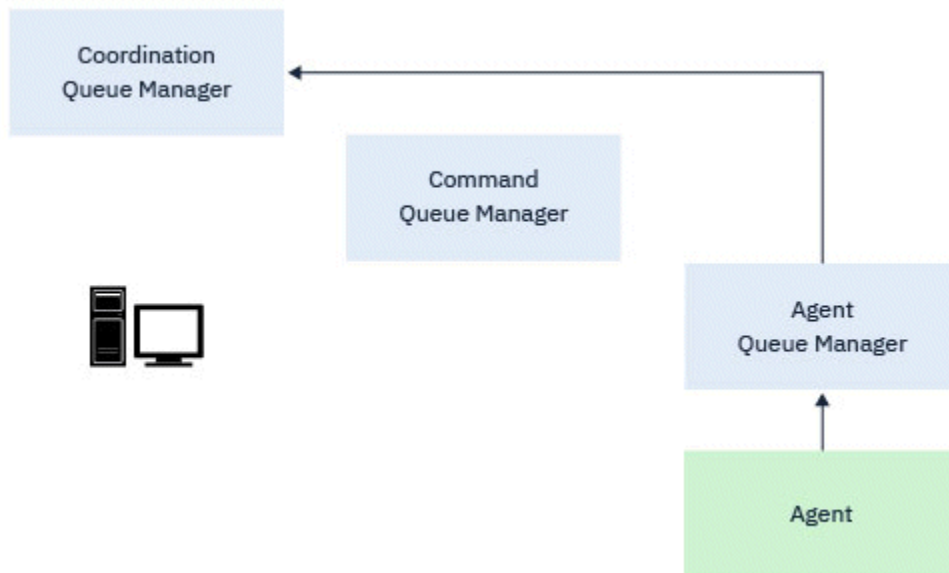 Coordination
Queue Manager
Command
Queue Manager
Agent
Queue Manager
Agent